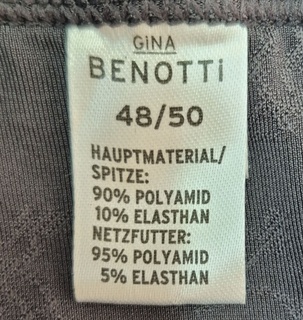 GiNA
BENOTTi
48/50
HAUPTMATERIAL/
SPITZE:
90% POLYAMID
10% ELASTHAN
NETZFUTTER:
95% POLYAMID
5% ELASTHAN